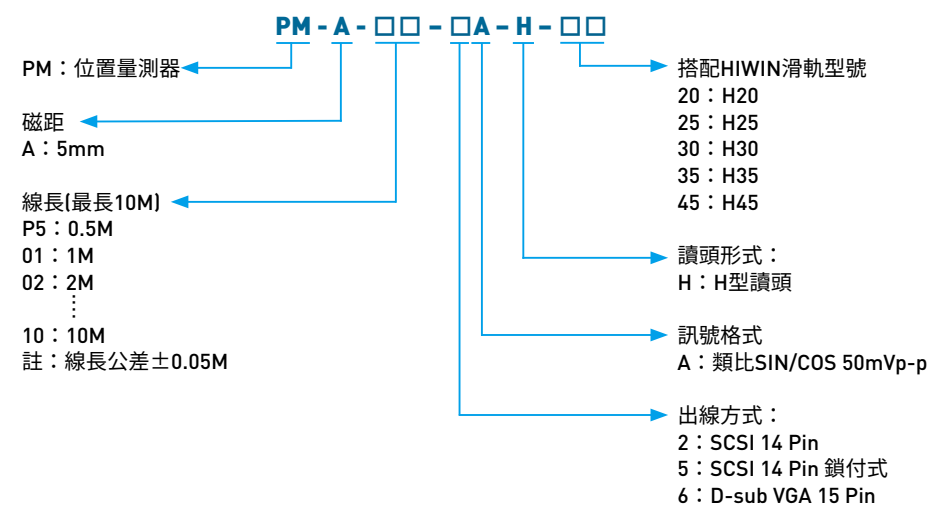 PM - A - □□ - □A - H - □□
PM：位置量測器
磁距
A：5mm
線長(最長10M)
P5：0.5M
01：1M
02：2M
⋮
10：10M
註：線長公差±0.05M
搭配HIWIN滑軌型號
20：H20
25：H25
30：H30
35：H35
45：H45
讀頭形式：
H：H型讀頭
訊號格式
A：類比SIN/COS 50mVp-p
出線方式：
2：SCSI 14 Pin
5：SCSI 14 Pin 鎖付式
6：D-sub VGA 15 Pin